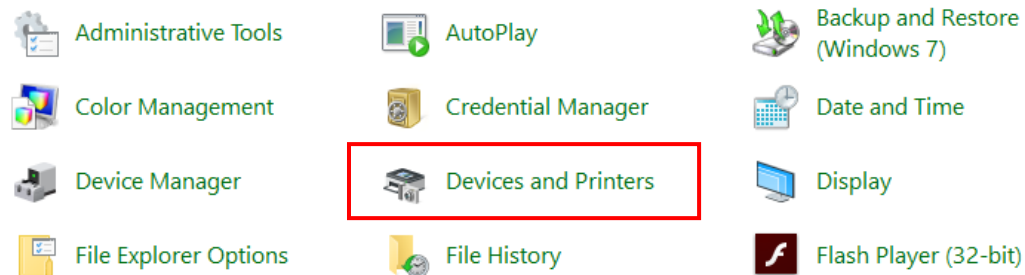 Administrative Tools
AutoPlay
Backup and Restore
(Windows 7)
Color Management
Credential Manager
Date and Time
Device Manager
Devices and Printers
Display
File Explorer Options
File History
Flash Player (32-bit)